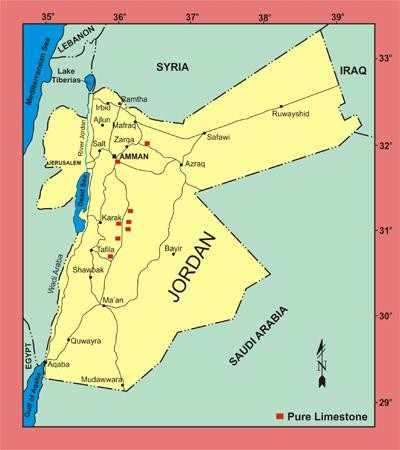 35°
36°
37°
38°
39°
Mediterranean Sea
LEBANON
SYRIA
33°
IRAQ
Lake
Tiberias
Ramtha
Irbid
Ajlun
Mafraq
Ruwayshid
River Jordan
Salt
Zarqa
Safawi
32°
JERUSALEM
AMMAN
Azraq
Dead Sea
Karak
31°
Tafila
Bayir
JORDAN
Wadi Araba
Shawbak
Ma'an
30°
SAUDI ARABIA
EGYPT
Quwayra
N
Aqaba
Mudawwara
Gulf of Aqaba
29°
Pure Limestone